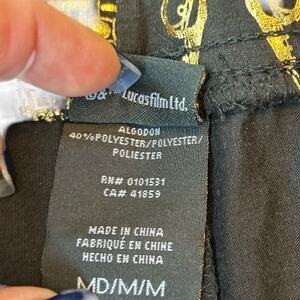 © & ™ Lucasfilm Ltd.
ALGODON
40%POLYESTER/POLYESTER/
POLIESTER
RN# 0101531
CA# 41859
MADE IN CHINA
FABRIQUÉ EN CHINE
HECHO EN CHINA
MD/M/M